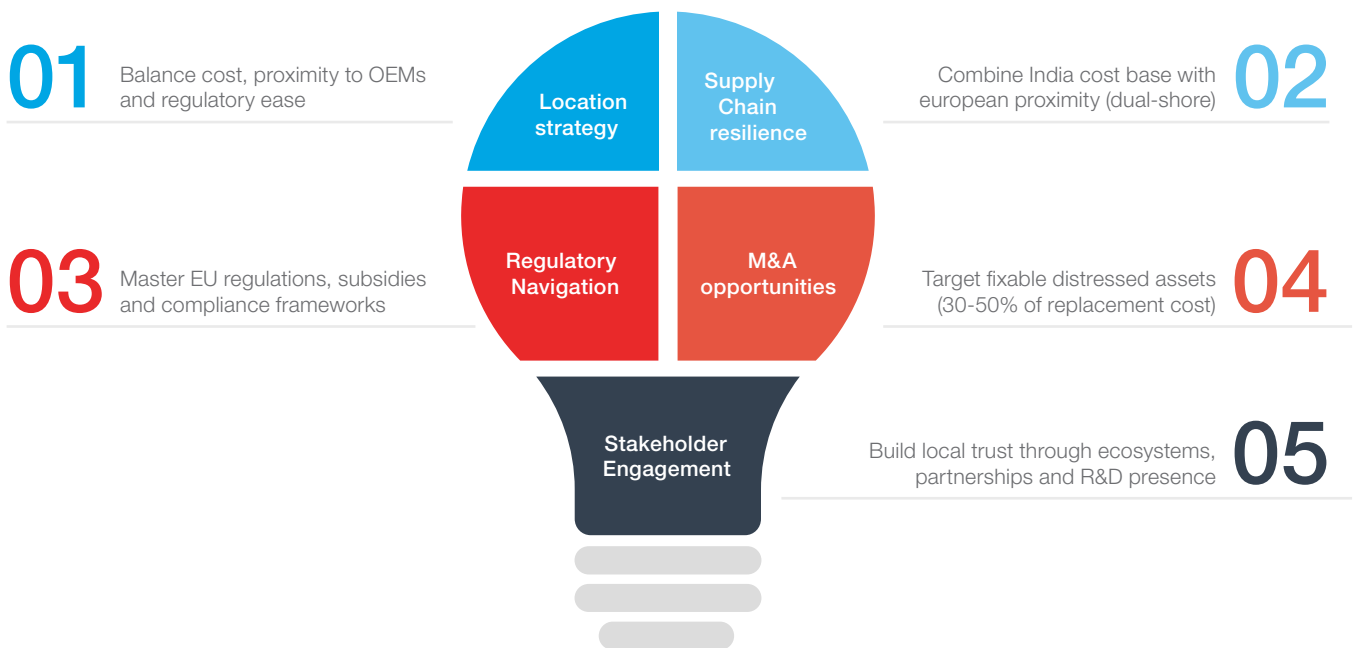 01
Balance cost, proximity to OEMs
and regulatory ease
Location
strategy
Supply
Chain
resilience
Combine India cost base with
european proximity (dual-shore)
02
03
Master EU regulations, subsidies
and compliance frameworks
Regulatory
Navigation
M&A
opportunities
Target fixable distressed assets
(30-50% of replacement cost)
04
Stakeholder
Engagement
Build local trust through ecosystems,
partnerships and R&D presence
05